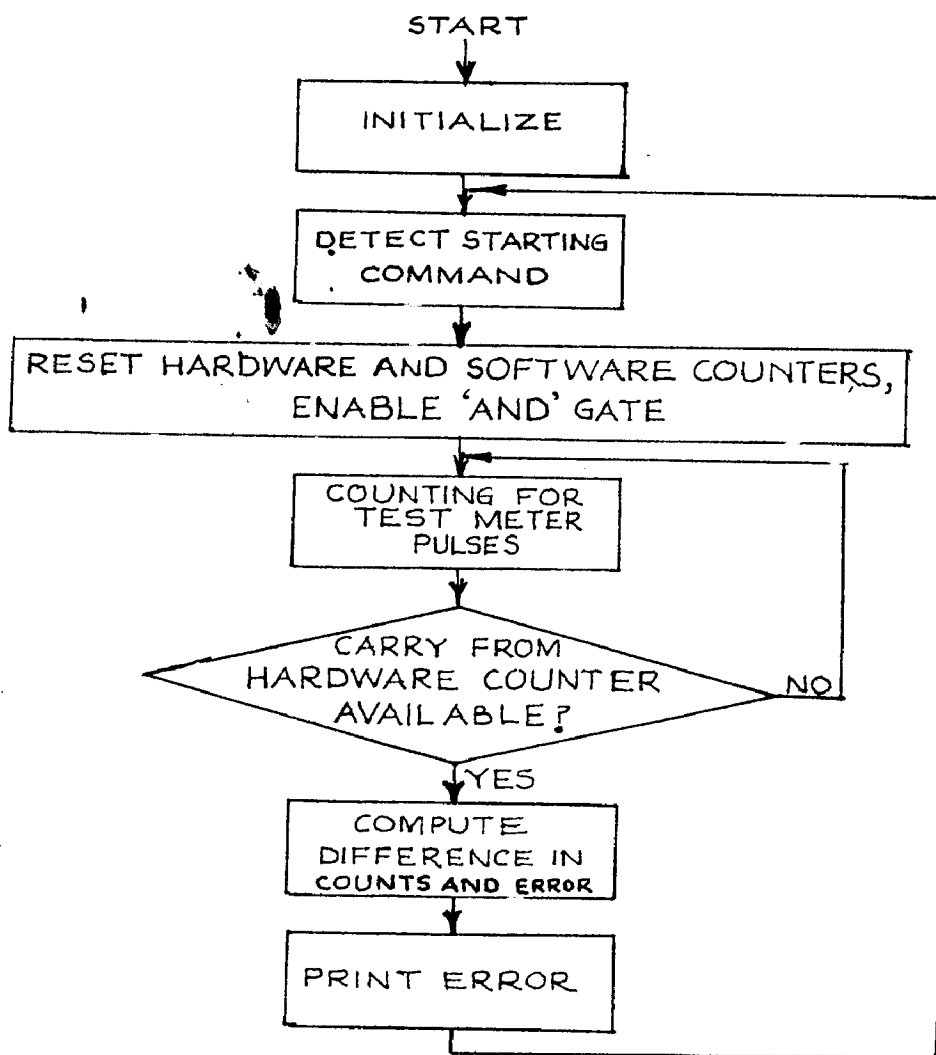 START
INITIALIZE
DETECT STARTING
COMMAND
RESET HARDWARE AND SOFTWARE COUNTERS,
ENABLE 'AND' GATE
COUNTING FOR
TEST METER
PULSES
CARRY FROM
HARDWARE COUNTER
AVAILABLE?
NO
YES
COMPUTE
DIFFERENCE IN
COUNTS AND ERROR
PRINT ERROR